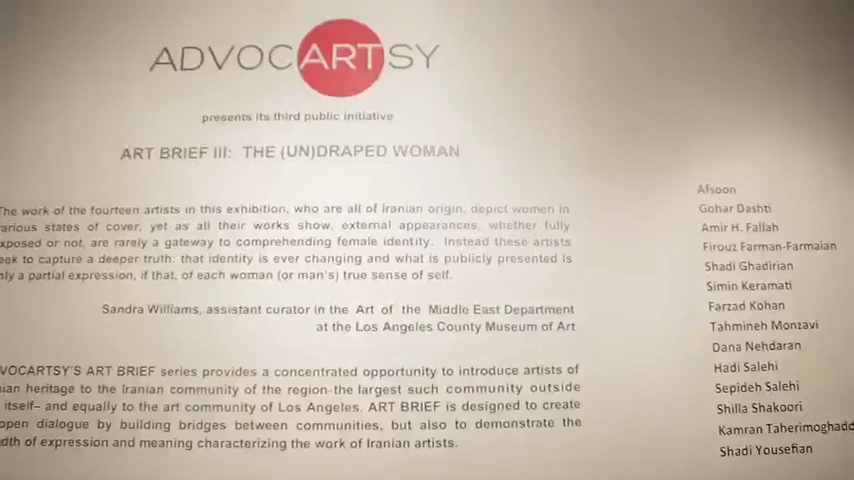 ADVOCARTSY
presents its third public initiative
ART BRIEF III: THE (UN)DRAPED WOMAN
The work of the fourteen artists in this exhibition, who are all of Iranian origin, depict women in
arious states of cover, yet as all their works show, external appearances, whether fully
xposed or not, are rarely a gateway to comprehending female identity. Instead these artists
eek to capture a deeper truth: that identity is ever changing and what is publicly presented is
nly a partial expression, if that, of each woman (or man's) true sense of self.
Sandra Williams, assistant curator in the Art of the Middle East Department
at the Los Angeles County Museum of Art
VOCARTSY'S ART BRIEF series provides a concentrated opportunity to introduce artists of
ian heritage to the Iranian community of the region-the largest such community outside
itself– and equally to the art community of Los Angeles. ART BRIEF is designed to create
open dialogue by building bridges between communities, but also to demonstrate the
dth of expression and meaning characterizing the work of Iranian artists.
Afsoon
Gohar Dashti
Amir H. Fallah
Firouz Farman-Farmaian
Shadi Ghadirian
Simin Keramati
Farzad Kohan
Tahmineh Monzavi
Dana Nehdaran
Hadi Salehi
Sepideh Salehi
Shilla Shakoori
Kamran Taherimoghadd
Shadi Yousefian